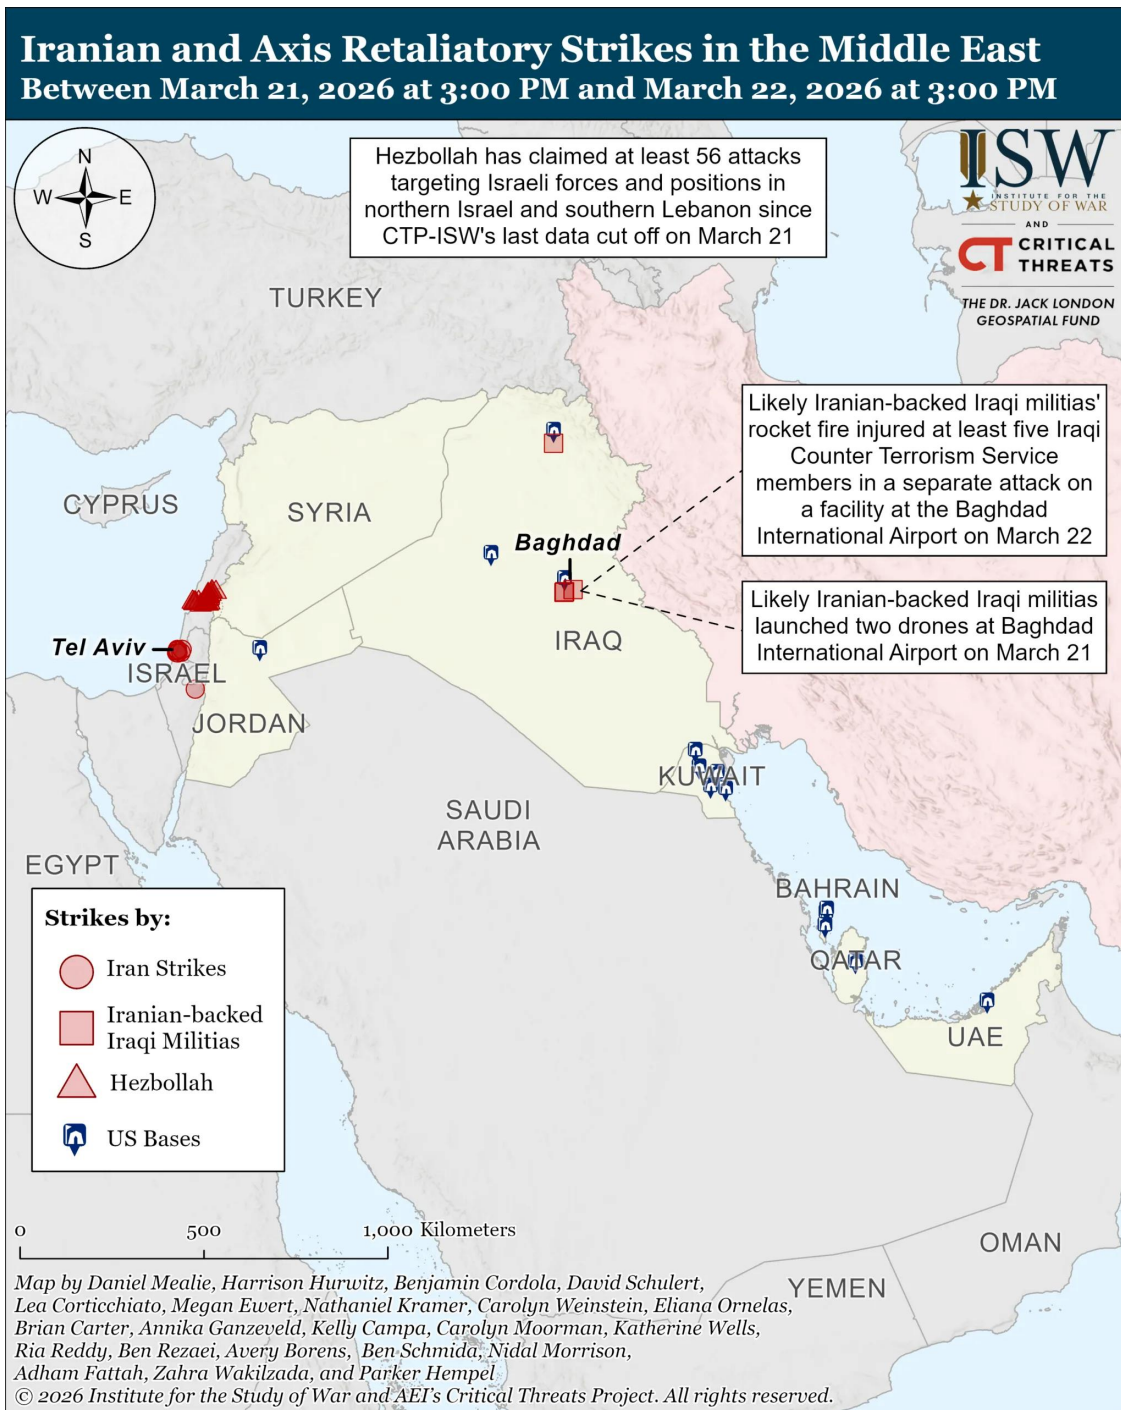 Iranian and Axis Retaliatory Strikes in the Middle East
Between March 21, 2026 at 3:00 PM and March 22, 2026 at 3:00 PM
N
W
E
S
Hezbollah has claimed at least 56 attacks
targeting Israeli forces and positions in
northern Israel and southern Lebanon since
CTP-ISW's last data cut off on March 21
ISW
INSTITUTE FOR THE
STUDY OF WAR
AND
CT CRITICAL
THREATS
THE DR. JACK LONDON
GEOSPATIAL FUND
TURKEY
Likely Iranian-backed Iraqi militias'
rocket fire injured at least five Iraqi
Counter Terrorism Service
members in a separate attack on
a facility at the Baghdad
International Airport on March 22
CYPRUS
SYRIA
Baghdad
Likely Iranian-backed Iraqi militias
launched two drones at Baghdad
International Airport on March 21
IRAQ
Tel Aviv
ISRAEL
JORDAN
KUWAIT
SAUDI
ARABIA
EGYPT
BAHRAIN
QATAR
UAE
Strikes by:
Iran Strikes
Iranian-backed
Iraqi Militias
Hezbollah
US Bases
0 500 1,000 Kilometers
OMAN
YEMEN
Map by Daniel Mealie, Harrison Hurwitz, Benjamin Cordola, David Schulert,
Lea Corticchiato, Megan Ewert, Nathaniel Kramer, Carolyn Weinstein, Eliana Ornelas,
Brian Carter, Annika Ganzeveld, Kelly Campa, Carolyn Moorman, Katherine Wells,
Ria Reddy, Ben Rezaei, Avery Borens, Ben Schmida, Nidal Morrison,
Adham Fattah, Zahra Wakilzada, and Parker Hempel
© 2026 Institute for the Study of War and AEI's Critical Threats Project. All rights reserved.